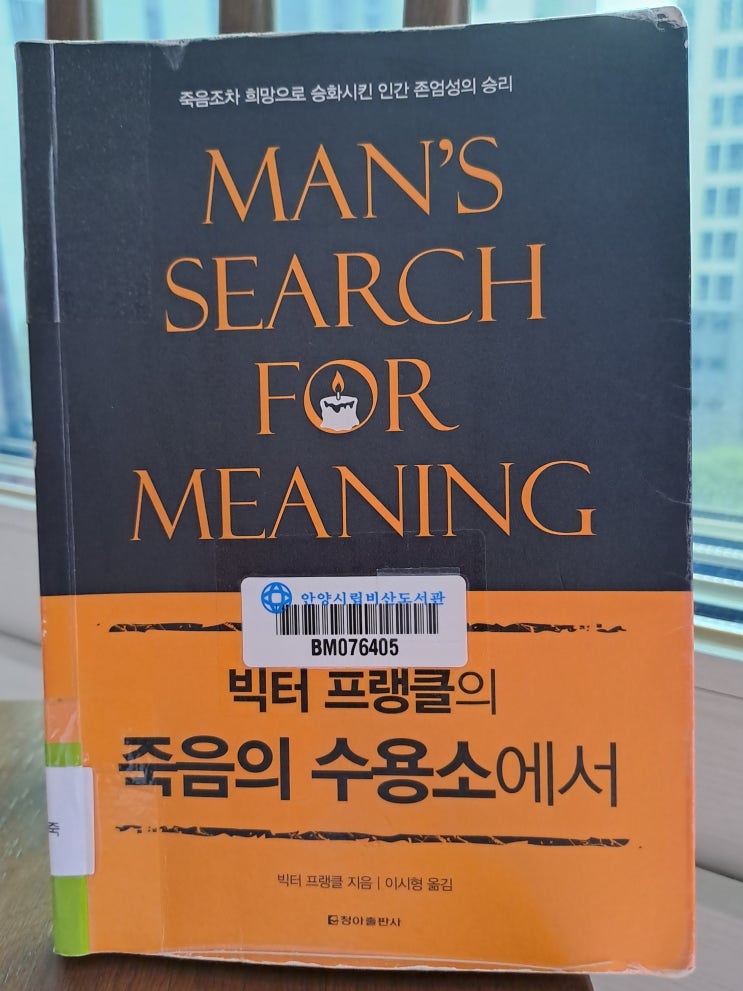 죽음조차 희망으로 승화시킨 인간 존엄성의 승리
MAN'S
SEARCH
FOR
MEANING
안양시립비산도서관
BM076405
빅터 프랭클의
죽음의 수용소에서
죽
빅터 프랭클 지음 | 이시형 옮김
청아출판사